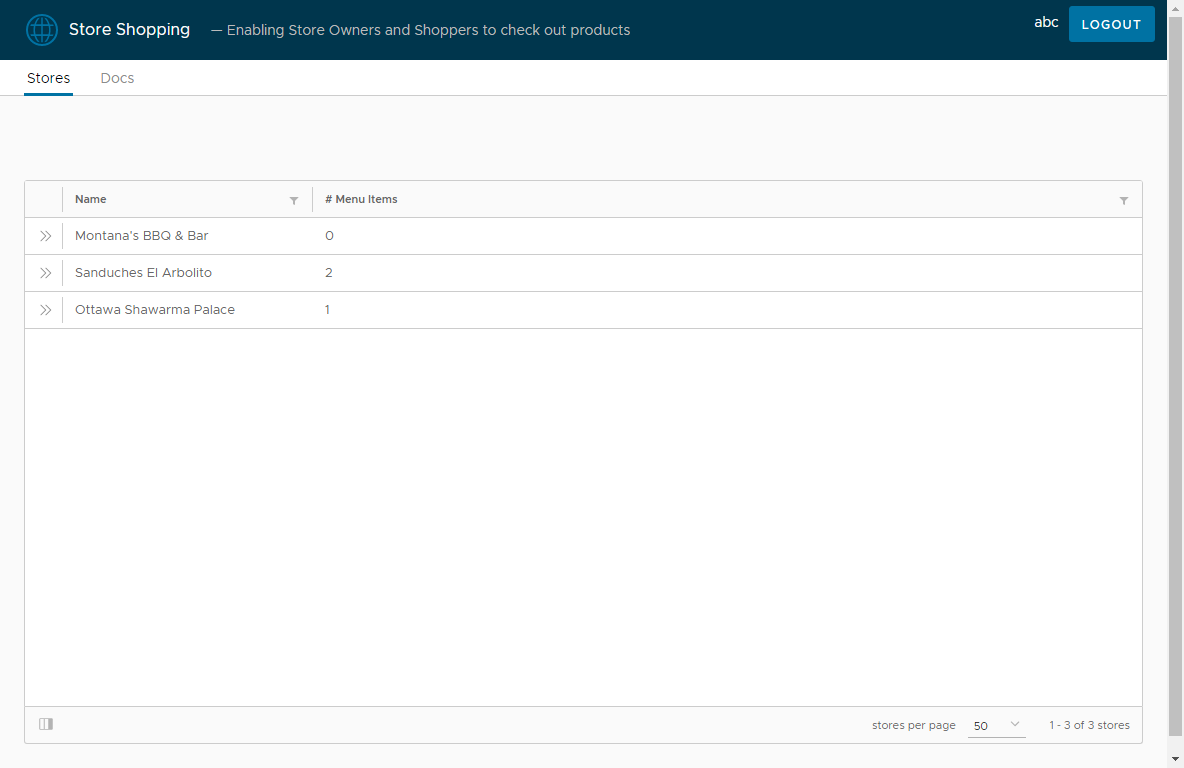 Store Shopping — Enabling Store Owners and Shoppers to check out products abc LOGOUT
Stores Docs
Name # Menu Items
Montana's BBQ & Bar 0
Sanduches El Arbolito 2
Ottawa Shawarma Palace 1
stores per page 50 1 - 3 of 3 stores